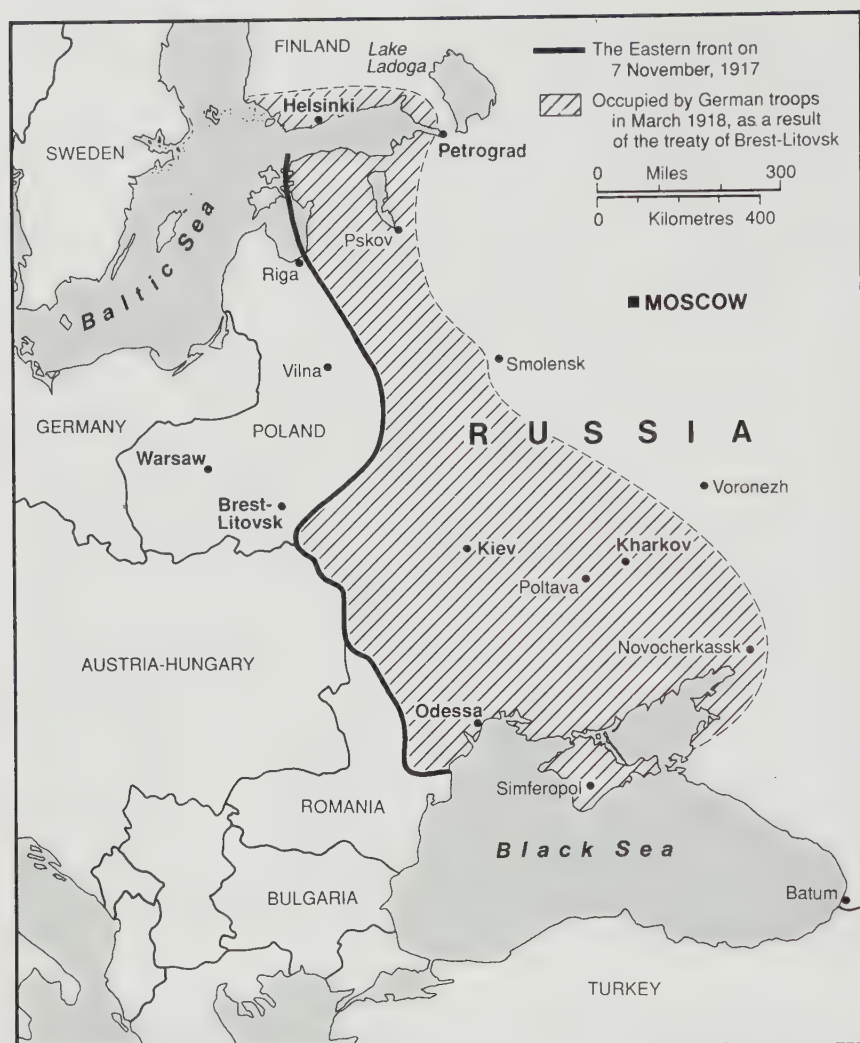 FINLAND
Lake
Ladoga
The Eastern front on
7 November, 1917
Helsinki
Occupied by German troops
in March 1918, as a result
of the treaty of Brest-Litovsk
SWEDEN
Petrograd
0 Miles 300
0 Kilometres 400
Pskov
Baltic Sea
Riga
MOSCOW
Vilna
Smolensk
GERMANY
POLAND
RUSSIA
Warsaw
Voronezh
Brest-
Litovsk
Kiev
Kharkov
Poltava
AUSTRIA-HUNGARY
Novocherkassk
Odessa
Simferopol
ROMANIA
Black Sea
BULGARIA
Batum
TURKEY